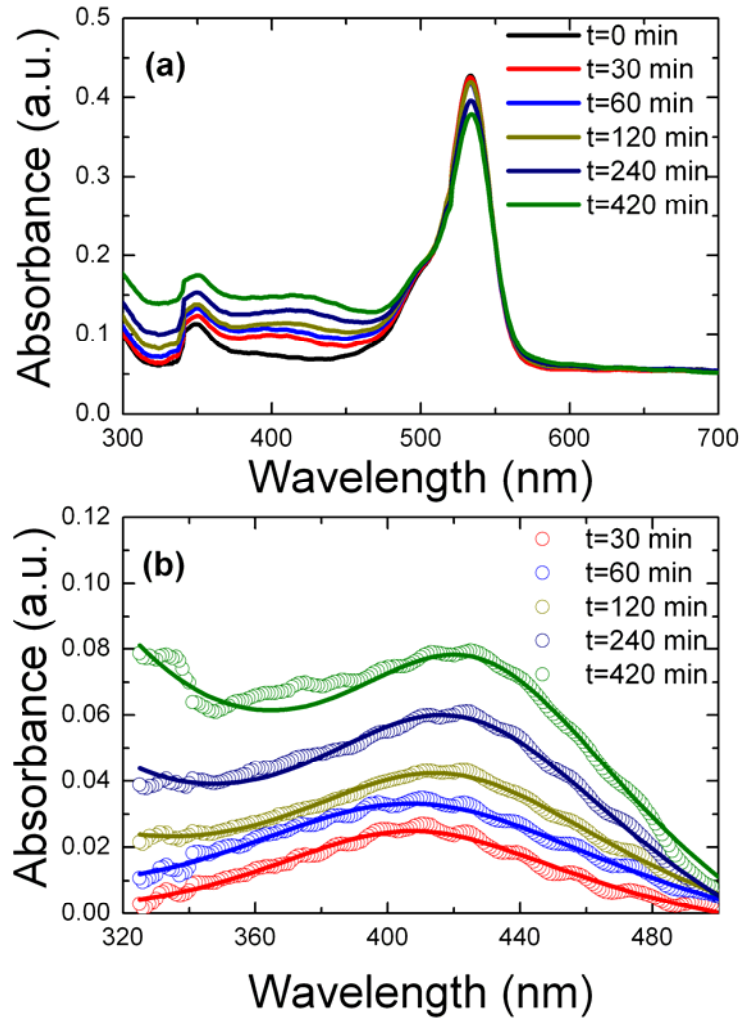 (a)
t=0 min
t=30 min
t=60 min
t=120 min
t=240 min
t=420 min
Absorbance (a.u.)
0.5
0.4
0.3
0.2
0.1
0.0
300 400 500 600 700
Wavelength (nm)
(b)
t=30 min
t=60 min
t=120 min
t=240 min
t=420 min
Absorbance (a.u.)
0.12
0.10
0.08
0.06
0.04
0.02
0.00
320 360 400 440 480
Wavelength (nm)